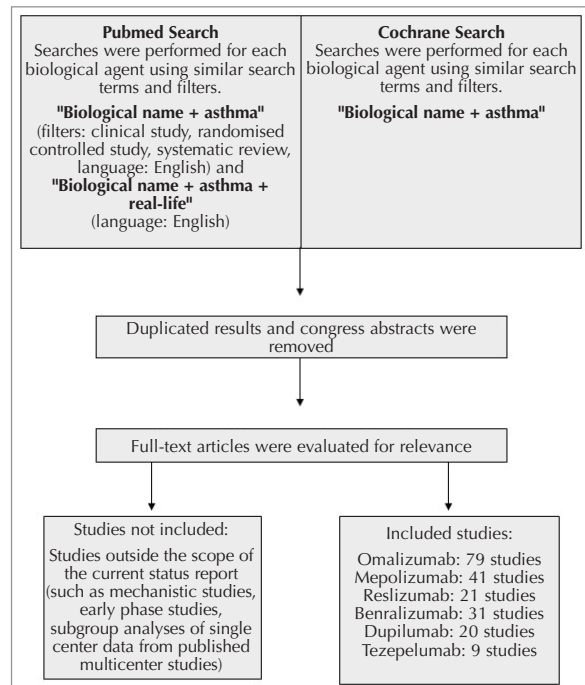 Pubmed Search
Searches were performed for each
biological agent using similar search
terms and filters.
"Biological name + asthma"
(filters: clinical study, randomised
controlled study, systematic review,
language: English) and
"Biological name + asthma +
real-life"
(language: English)
Cochrane Search
Searches were performed for each
biological agent using similar search
terms and filters.
"Biological name + asthma"
Duplicated results and congress abstracts were
removed
Full-text articles were evaluated for relevance
Studies not included:
Studies outside the scope of
the current status report
(such as mechanistic studies,
early phase studies,
subgroup analyses of single
center data from published
multicenter studies)
Included studies:
Omalizumab: 79 studies
Mepolizumab: 41 studies
Reslizumab: 21 studies
Benralizumab: 31 studies
Dupilumab: 20 studies
Tezepelumab: 9 studies